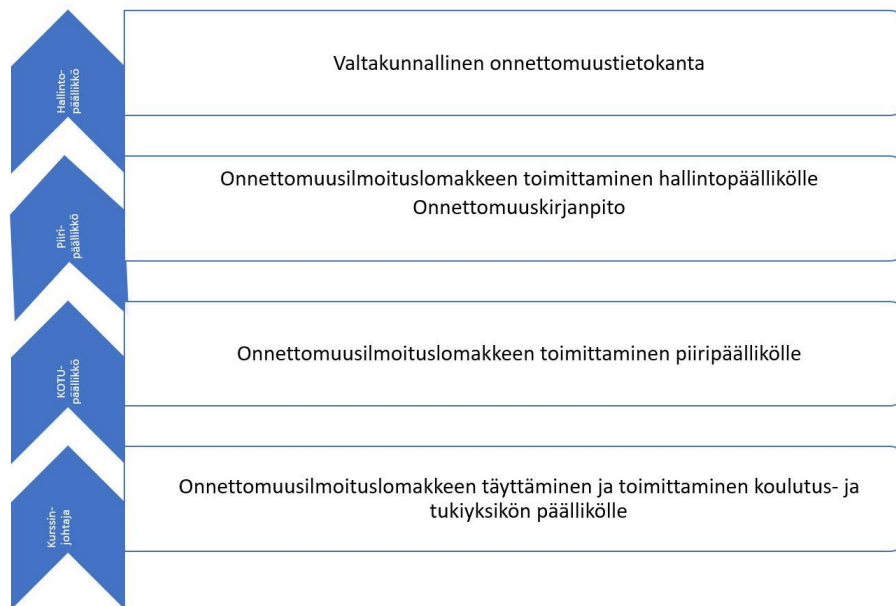 Hallinto-
päällikkö
Valtakunnallinen onnettomuustietokanta
Piiri-
päällikkö
Onnettomuusilmoituslomakkeen toimittaminen hallintopäällikölle
Onnettomuuskirjanpito
KOTU-
päällikkö
Onnettomuusilmoituslomakkeen toimittaminen piiripäällikölle
Kurssin-
johtaja
Onnettomuusilmoituslomakkeen täyttäminen ja toimittaminen koulutus- ja
tukiyksikön päällikölle